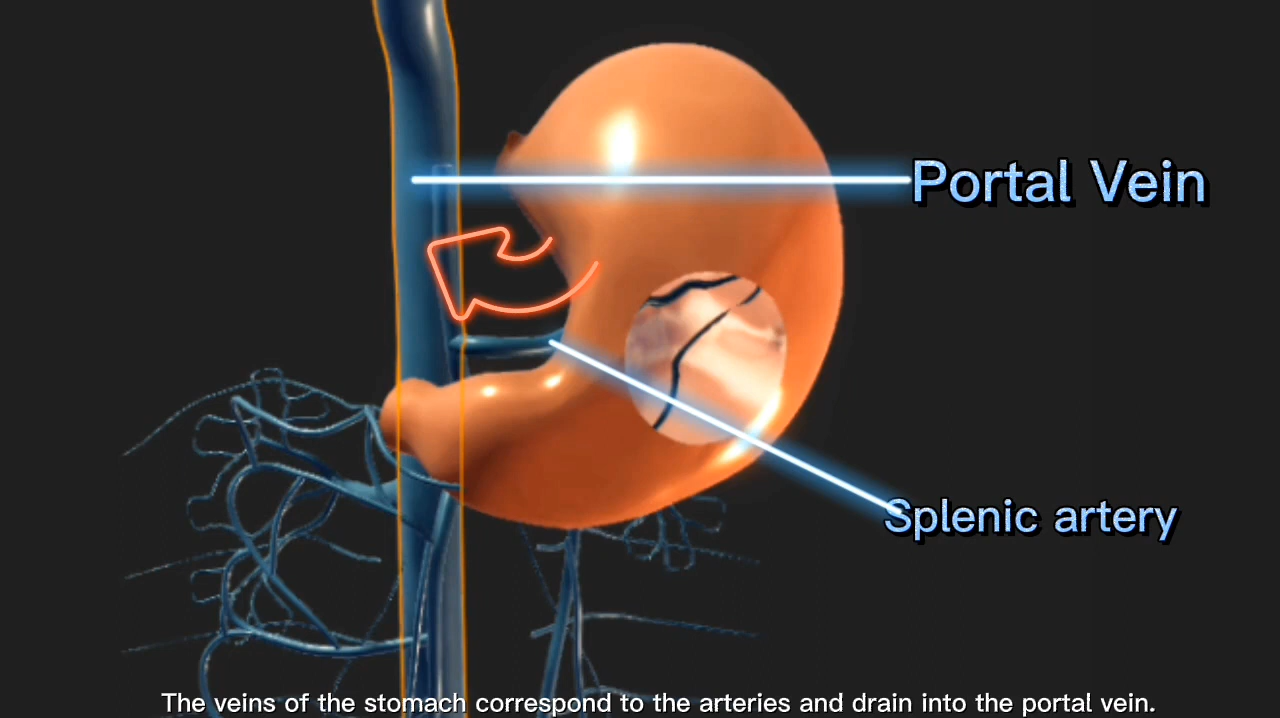 Portal Vein
Splenic artery
The veins of the stomach correspond to the arteries and drain into the portal vein.